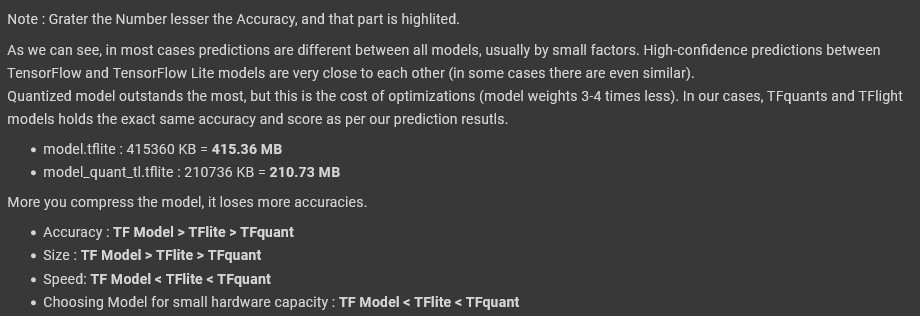 Note : Grater the Number lesser the Accuracy, and that part is highlited.
As we can see, in most cases predictions are different between all models, usually by small factors. High-confidence predictions between
TensorFlow and TensorFlow Lite models are very close to each other (in some cases there are even similar).
Quantized model outstands the most, but this is the cost of optimizations (model weights 3-4 times less). In our cases, TFquants and TFlight
models holds the exact same accuracy and score as per our prediction resutls.
• model.tflite : 415360 KB = 415.36 MB
• model_quant_tl.tflite : 210736 KB = 210.73 MB
More you compress the model, it loses more accuracies.
• Accuracy : TF Model > TFlite > TFquant
• Size : TF Model > TFlite > TFquant
• Speed: TF Model < TFlite < TFquant
• Choosing Model for small hardware capacity : TF Model < TFlite < TFquant